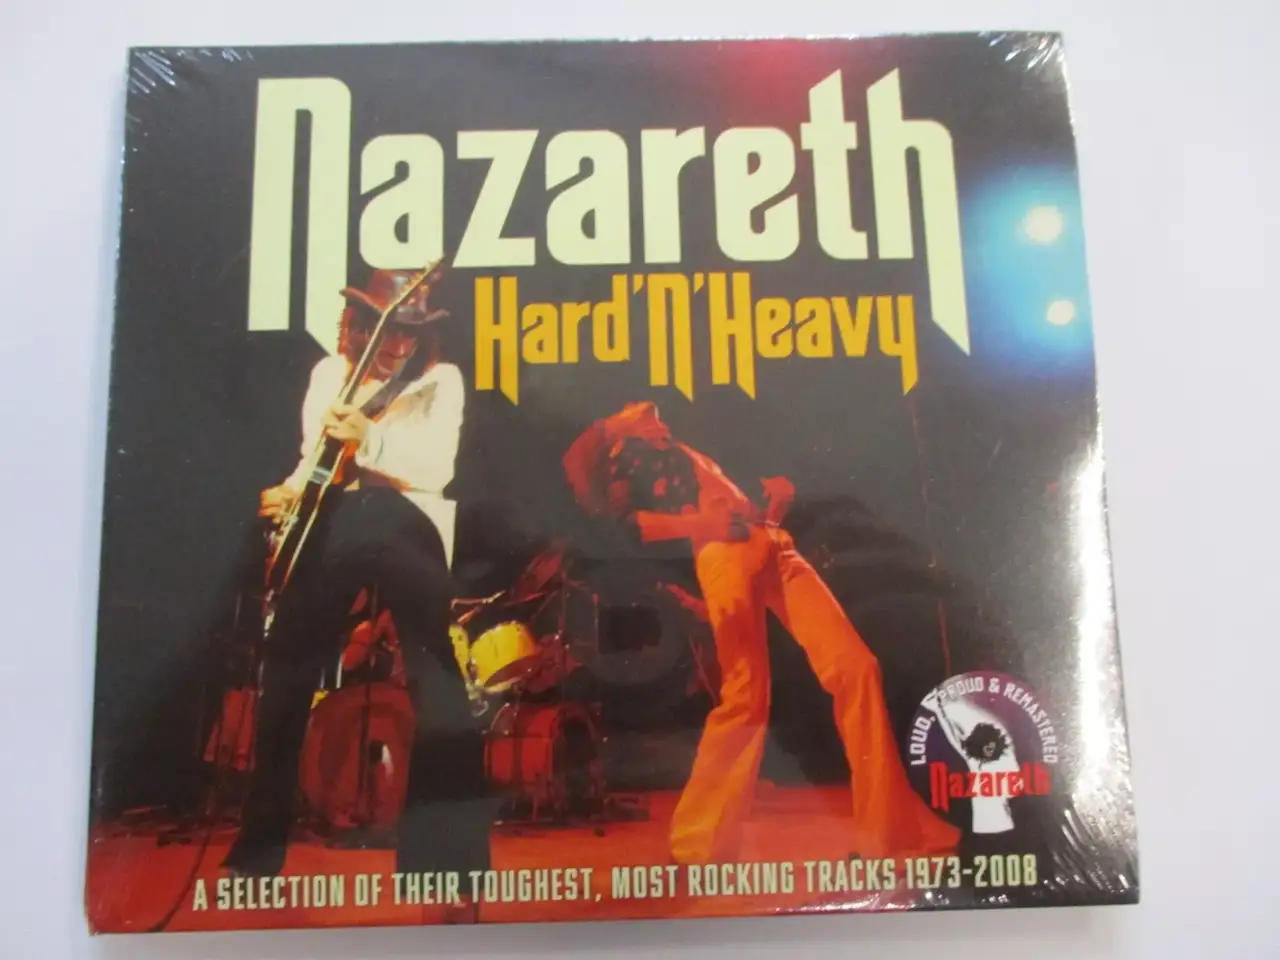 Nazareth
Hard'N'Heavy
LOUD, PROUD & REMASTERED
Nazareth
A SELECTION OF THEIR TOUGHEST, MOST ROCKING TRACKS 1973-2008